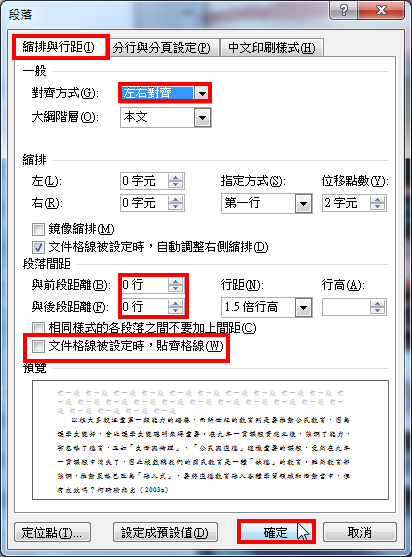 段落
縮排與行距(I) 分行與分頁設定(P) 中文印刷樣式(H)
一般
對齊方式(G): 左右對齊
大綱階層(O): 本文
縮排
左(L): 0 字元 指定方式(S): 位移點數(Y):
右(R): 0 字元 第一行 2 字元
鏡像縮排(M)
文件格線被設定時，自動調整右側縮排(D)
段落間距
與前段距離(B): 0 行 行距(N): 行高(A):
與後段距離(F): 0 行 1.5 倍行高
相同樣式的各段落之間不要加上間距(C)
文件格線被設定時，貼齊格線(W)
預覽
定位點(T)... 設定成預設值(D) 確定 取消